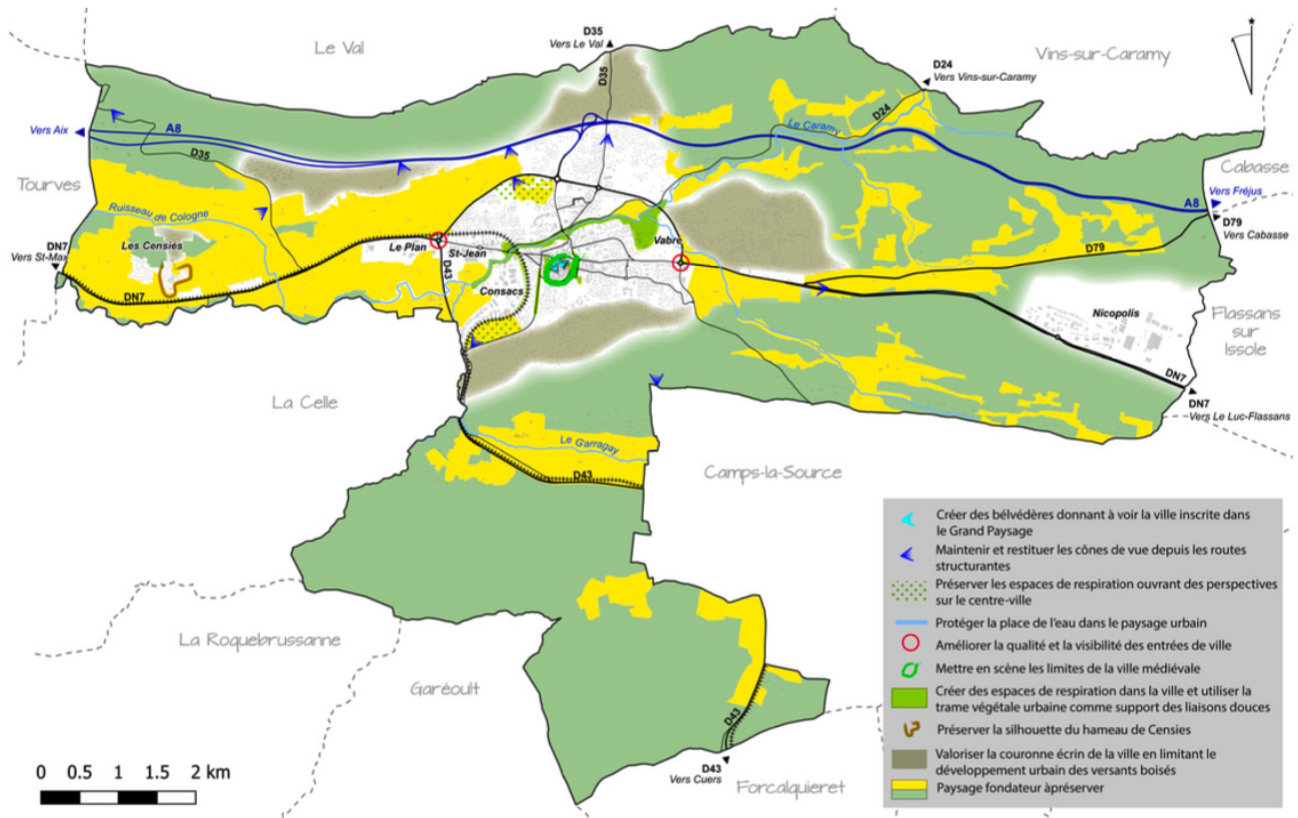 D35
Vers Le Val
Le Val
Vins-sur-Caramy
D24
Vers Vins-sur-Caramy
D35
D24
Le Caramy
Vers Aix
A8
D35
Tourves
Cabasse
Vers Fréjus
A8
D79
Vers Cabasse
Ruisseau de Cologne
Les Censiés
DN7
Vers St-Max
Le Plan
St-Jean
Vabre
D79
D43
DN7
Consacs
Nicopolis
Flassans
sur
Issole
DN7
DN7
Vers Le Luc-Flassans
La Celle
Le Garragay
D43
Camps-la-Source
La Roquebrussanne
Garéoult
D43
D43
Vers Cuers
Forcalquieret
0 0.5 1 1.5 2 km
Créer des bélvédères donnant à voir la ville inscrite dans
le Grand Paysage
Maintenir et restituer les cônes de vue depuis les routes
structurantes
Préserver les espaces de respiration ouvrant des perspectives
sur le centre-ville
Protéger la place de l'eau dans le paysage urbain
Améliorer la qualité et la visibilité des entrées de ville
Mettre en scène les limites de la ville médiévale
Créer des espaces de respiration dans la ville et utiliser la
trame végétale urbaine comme support des liaisons douces
Préserver la silhouette du hameau de Censies
Valoriser la couronne écrin de la ville en limitant le
développement urbain des versants boisés
Paysage fondateur àpréserver